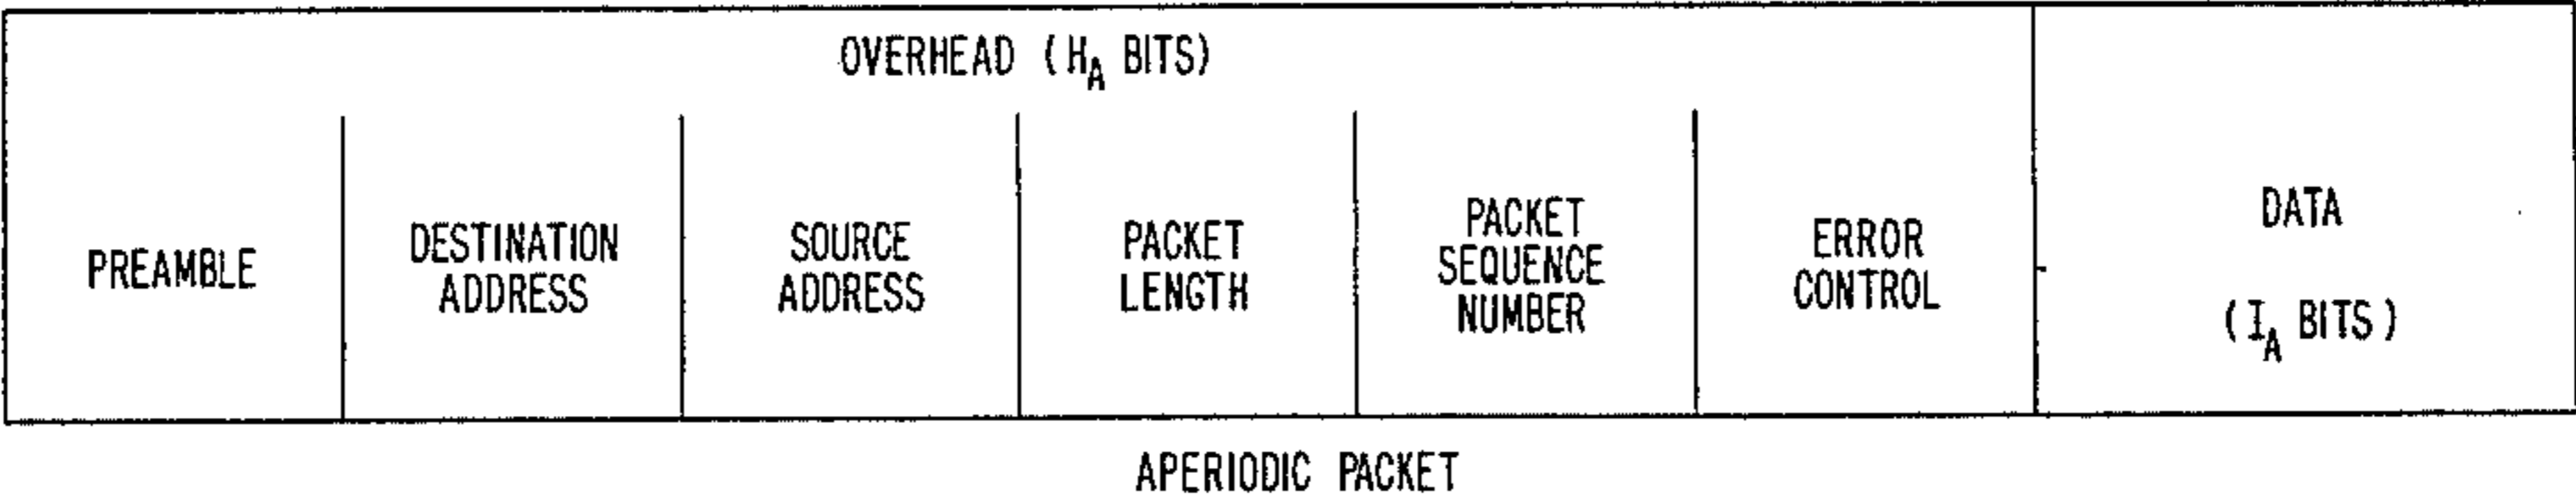 OVERHEAD (H_A BITS)
PREAMBLE
DESTINATION
ADDRESS
SOURCE
ADDRESS
PACKET
LENGTH
PACKET
SEQUENCE
NUMBER
ERROR
CONTROL
DATA
(I_A BITS)
APERIODIC PACKET